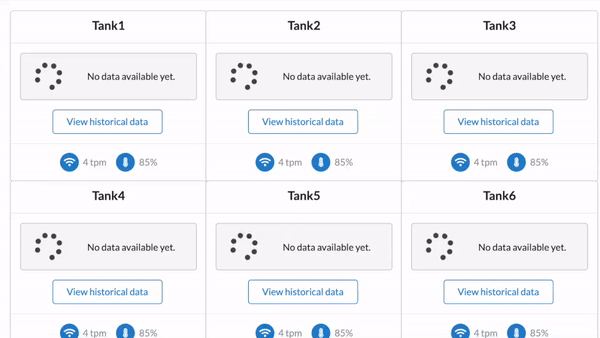 Tank1 Tank2 Tank3
No data available yet. No data available yet. No data available yet.
View historical data View historical data View historical data
4 tpm 85% 4 tpm 85% 4 tpm 85%
Tank4 Tank5 Tank6
No data available yet. No data available yet. No data available yet.
View historical data View historical data View historical data
4 tpm 85% 4 tpm 85% 4 tpm 85%